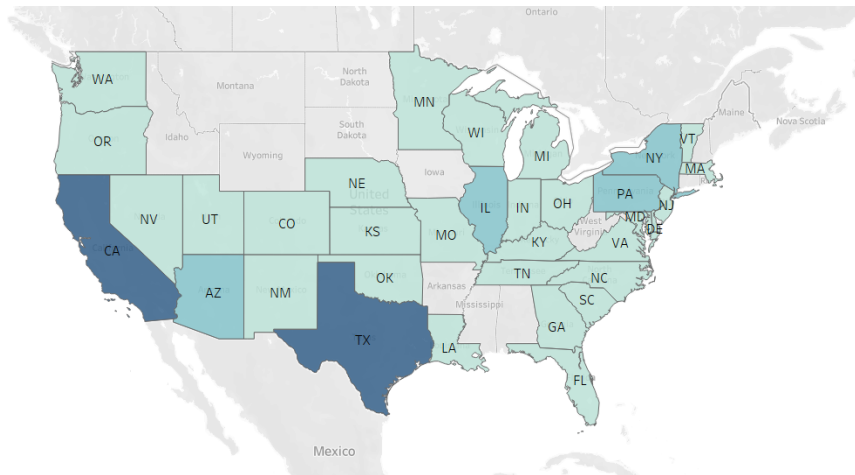 Ontario
WA
Montana
North
Dakota
MN
Maine
Nova Scotia
OR
Idaho
South
Dakota
WI
VT
Wyoming
MI
NY
MA
Iowa
NE
PA
United
States
IL
IN
OH
NJ
NV
UT
CO
West
Virginia
MD
DE
KS
MO
KY
VA
CA
TN
NC
AZ
NM
OK
Arkansas
SC
Mississippi
GA
TX
LA
FL
Mexico